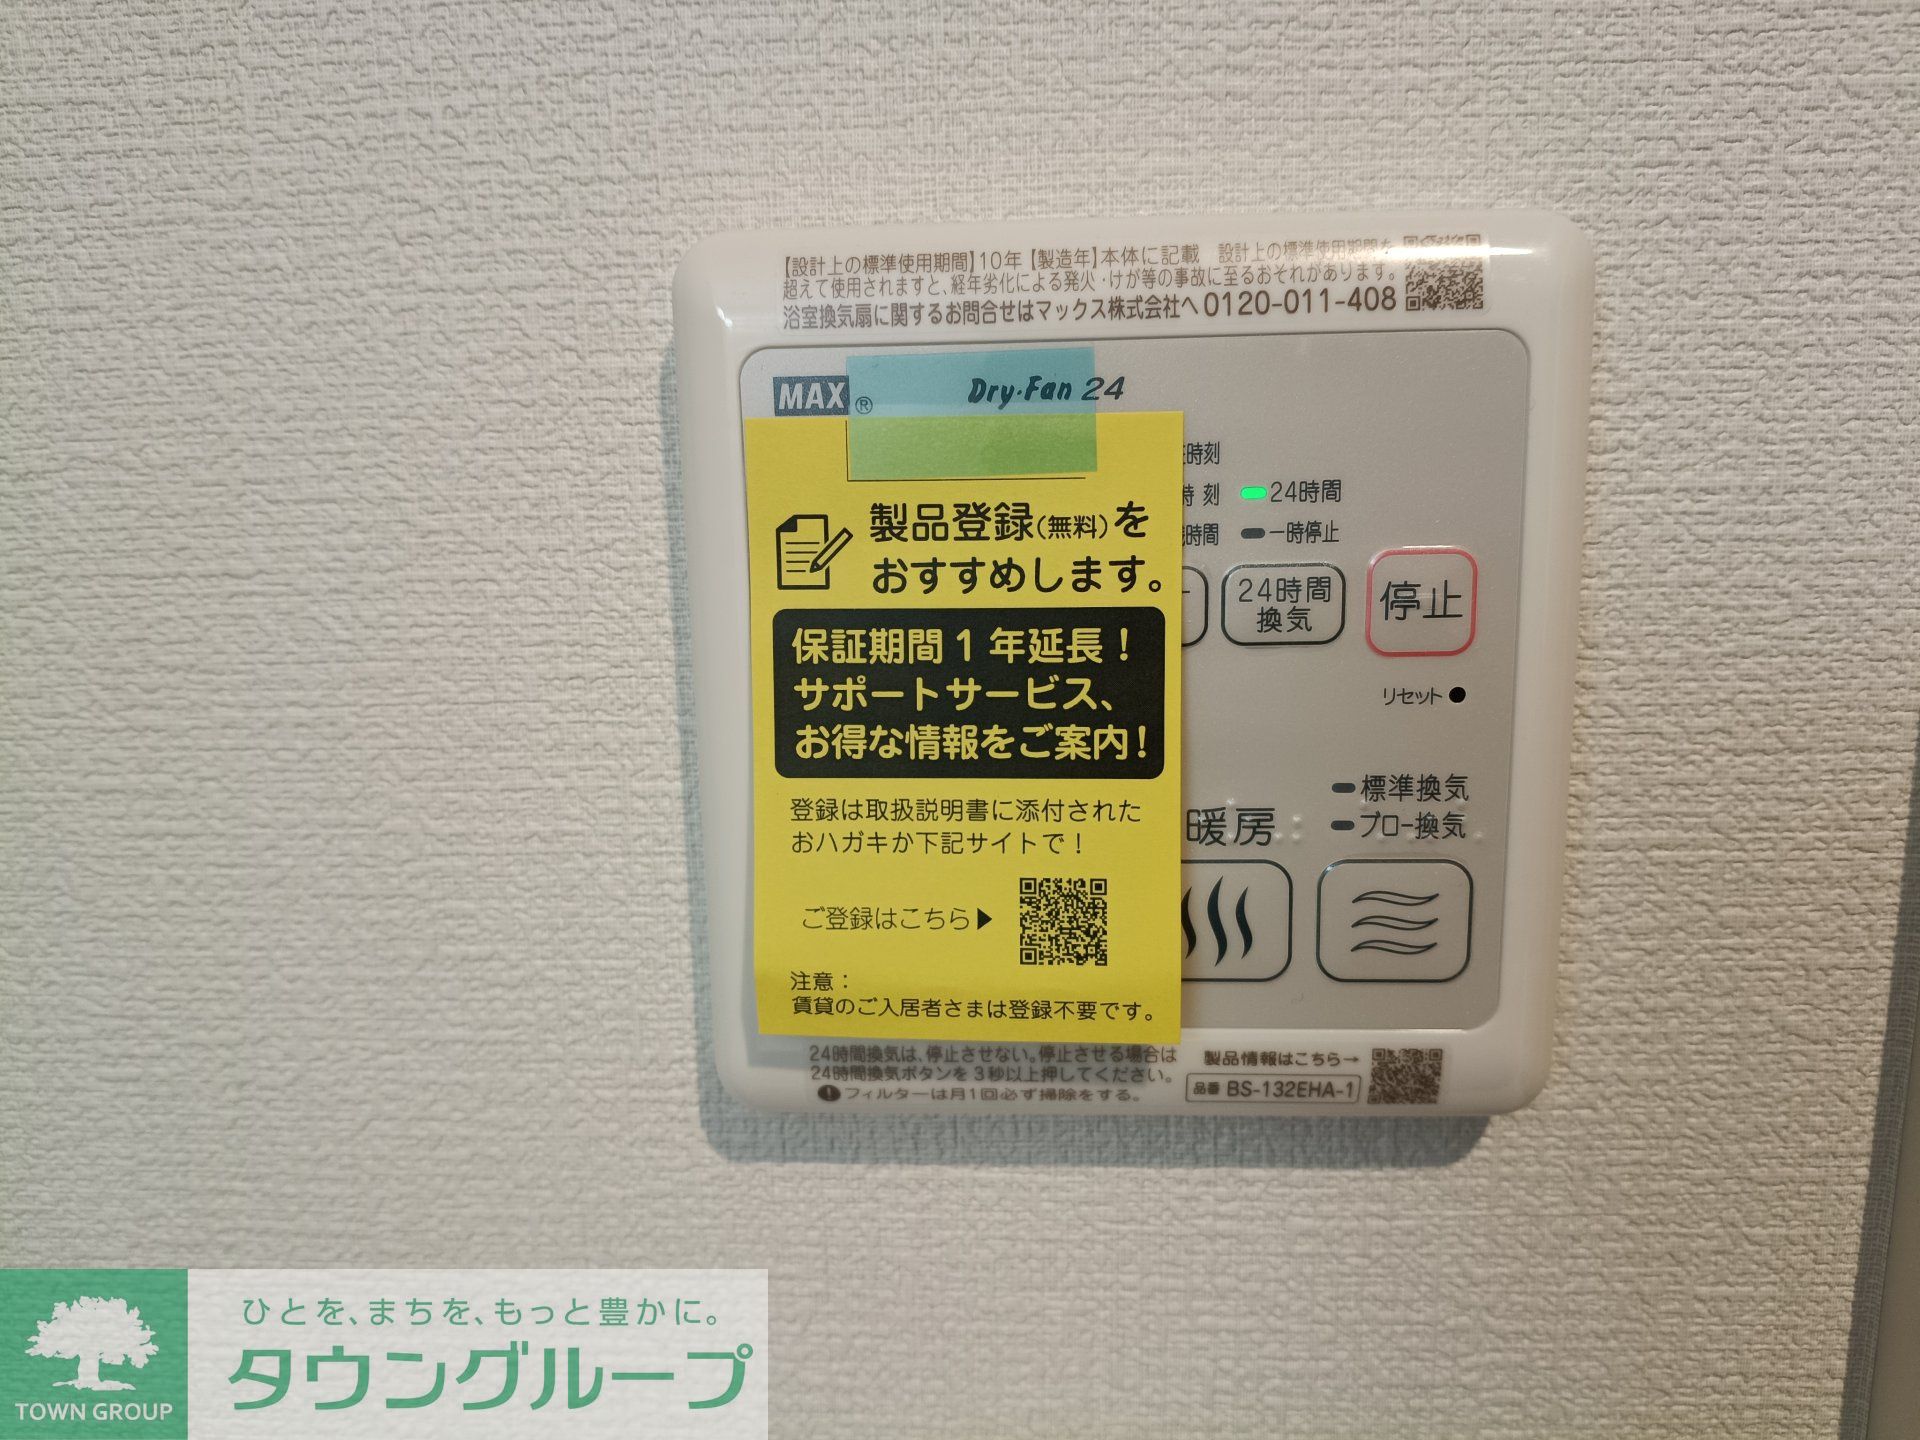 【設計上の標準使用期間】10年【製造年】本体に記載 設計上の標準使用期間を
超えて使用されますと、経年劣化による発火・けが等の事故に至るおそれがあります。
浴室換気扇に関するお問合せはマックス株式会社へ 0120-011-408
MAX® Dry・Fan 24
時刻
時刻 24時間
時間 一時停止
製品登録(無料)を
おすすめします。
24時間
換気
停止
保証期間1年延長!
サポートサービス、
お得な情報をご案内!
リセット
標準換気
暖房
ブロー換気
登録は取扱説明書に添付された
おハガキか下記サイトで!
ご登録はこちら▶
注意:
賃貸のご入居者さまは登録不要です。
24時間換気は、停止させない。停止させる場合は
24時間換気ボタンを3秒以上押してください。
フィルターは月1回必ず掃除をする。
製品情報はこちら→
品番 BS-132EHA-1
ひとを、まちを、もっと豊かに。
タウングループ
TOWN GROUP